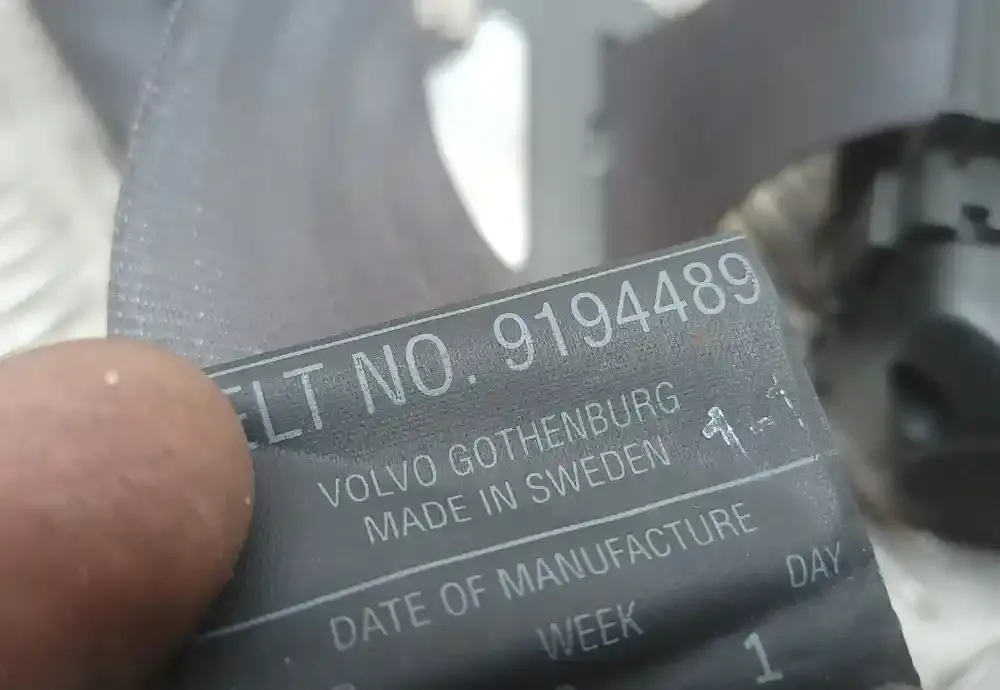 ELT NO. 9194489
VOLVO GOTHENBURG
MADE IN SWEDEN
DATE OF MANUFACTURE
WEEK DAY
1